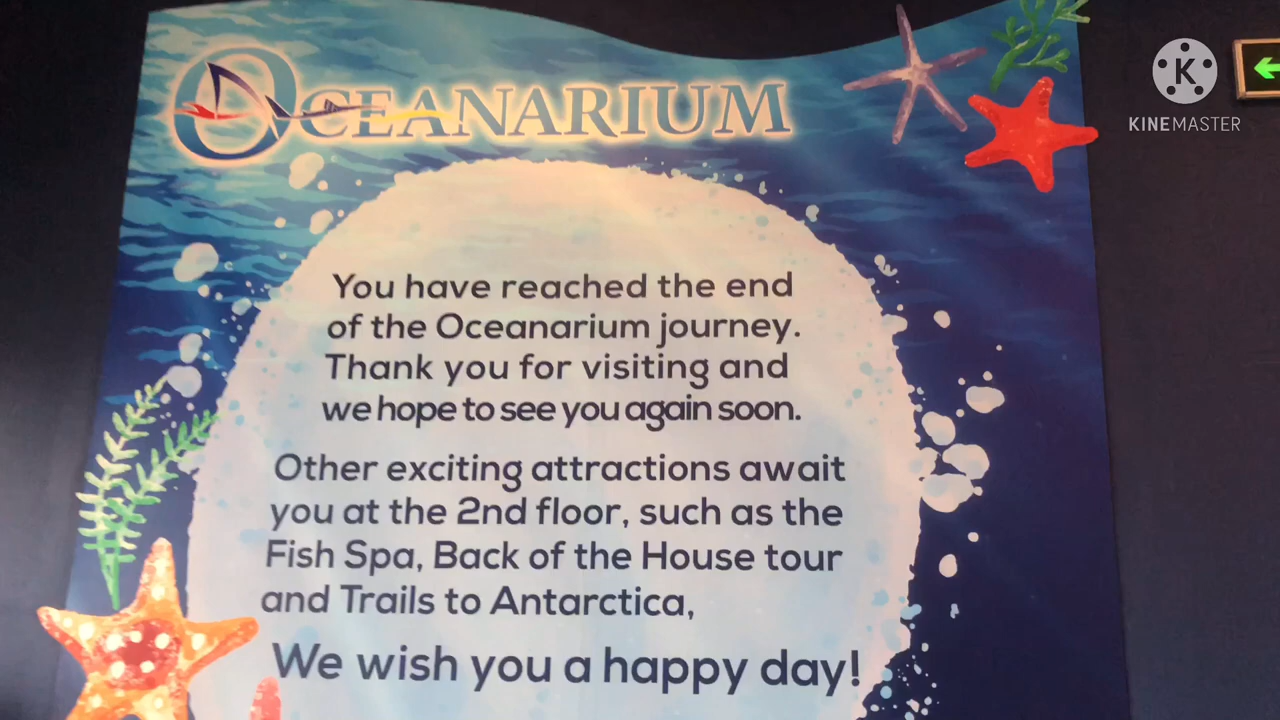 OCEANARIUM
K
KINEMASTER
You have reached the end
of the Oceanarium journey.
Thank you for visiting and
we hope to see you again soon.
Other exciting attractions await
you at the 2nd floor, such as the
Fish Spa, Back of the House tour
and Trails to Antarctica,
We wish you a happy day!